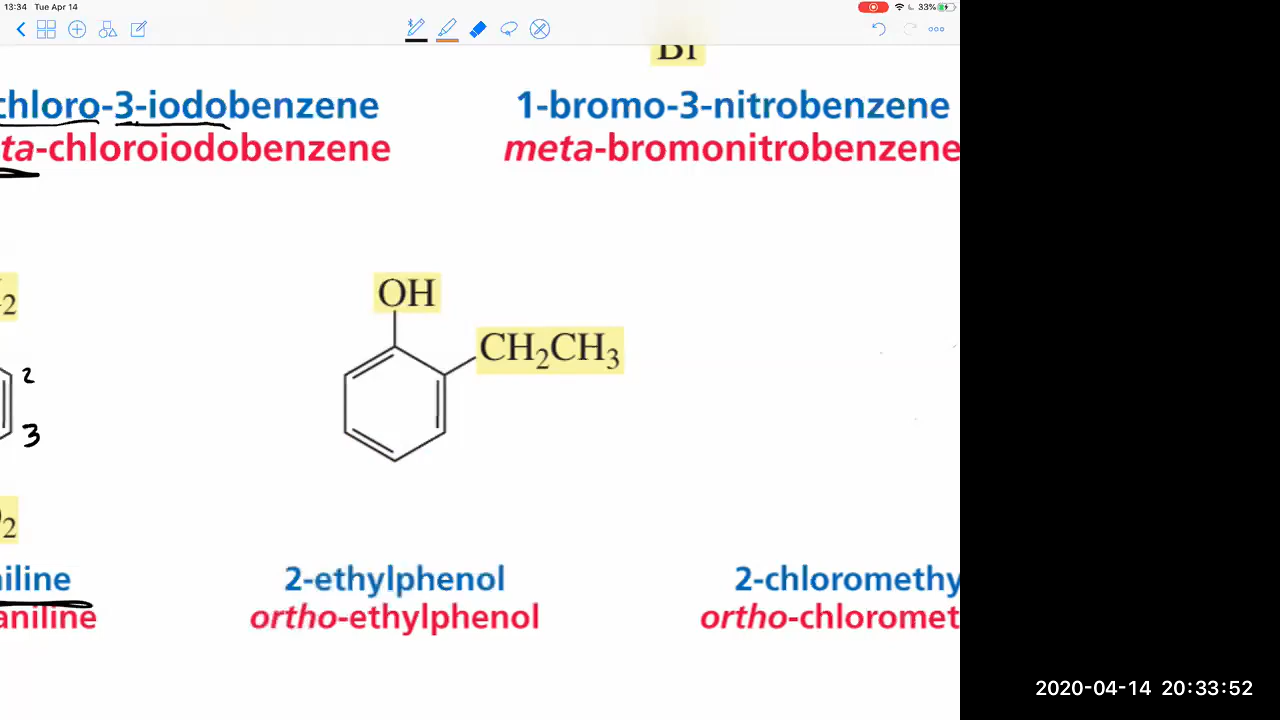 13:34 Tue Apr 14 33%
Br
chloro-3-iodobenzene 1-bromo-3-nitrobenzene
ta-chloroiodobenzene meta-bromonitrobenzene
OH
2
CH₂CH₃
2
3
2
iline 2-ethylphenol 2-chloromethy
aniline ortho-ethylphenol ortho-chloromet
2020-04-14 20:33:52